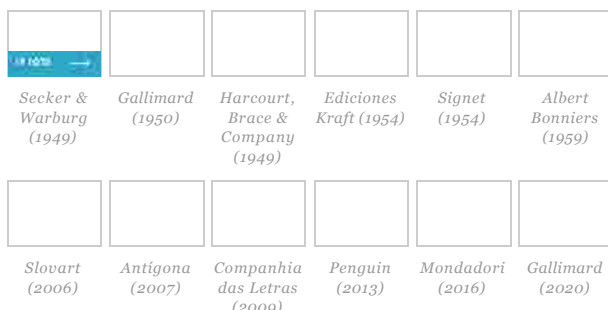 Secker &
Warburg
(1949)
Gallimard
(1950)
Harcourt,
Brace &
Company
(1949)
Ediciones
Kraft (1954)
Signet
(1954)
Albert
Bonniers
(1959)
Slovart
(2006)
Antígona
(2007)
Companhia
das Letras
(2009)
Penguin
(2013)
Mondadori
(2016)
Gallimard
(2020)